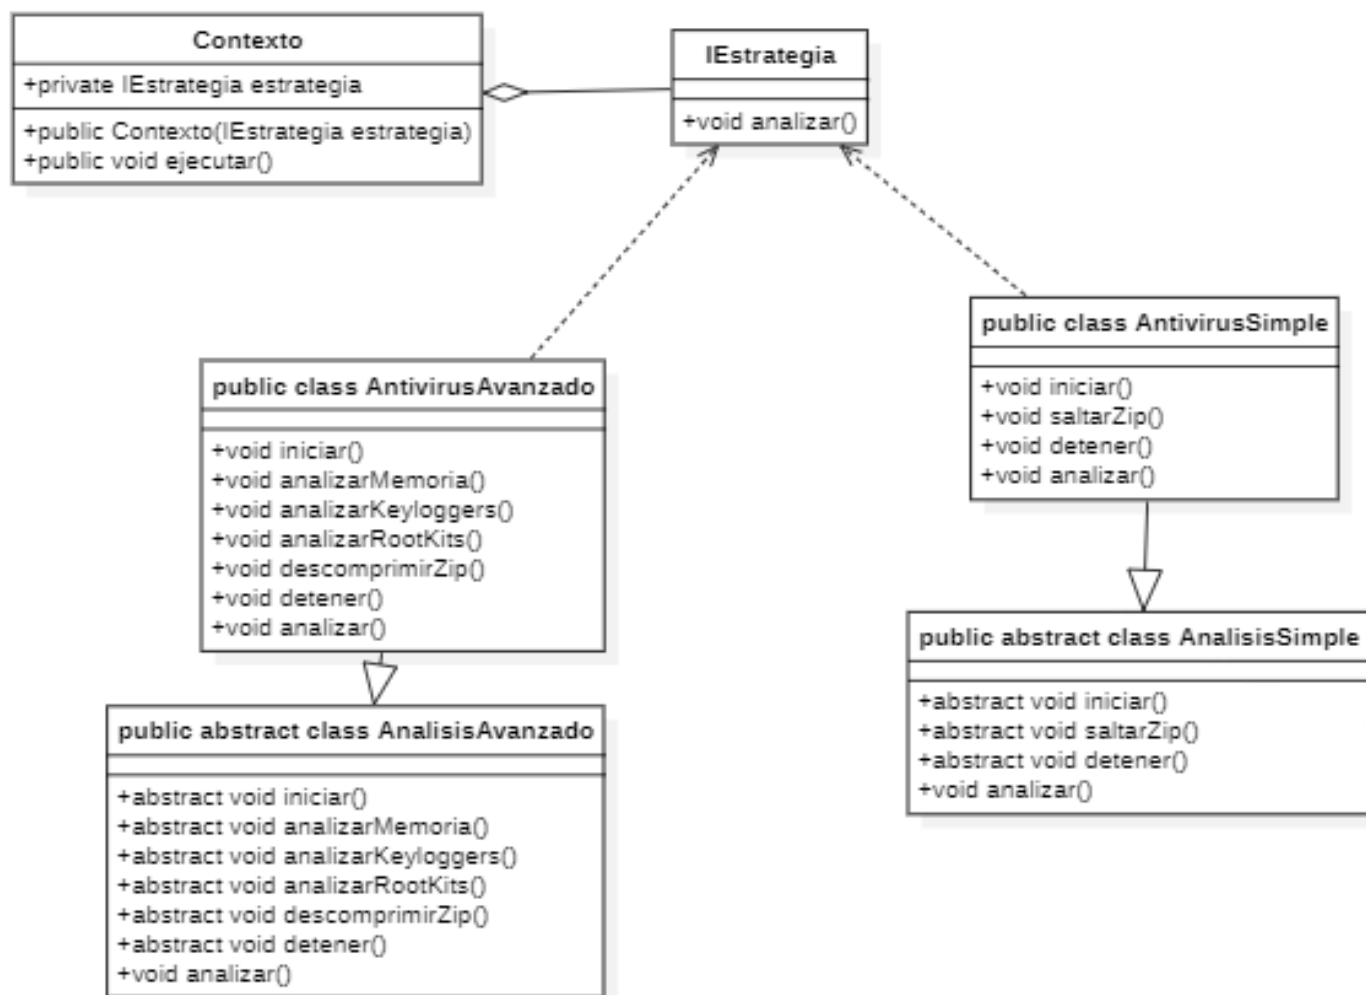 Contexto
+private IEstrategia estrategia
+public Contexto(IEstrategia estrategia)
+public void ejecutar()
IEstrategia
+void analizar()
public class AntivirusAvanzado
+void iniciar()
+void analizarMemoria()
+void analizarKeyloggers()
+void analizarRootKits()
+void descomprimirZip()
+void detener()
+void analizar()
public class AntivirusSimple
+void iniciar()
+void saltarZip()
+void detener()
+void analizar()
public abstract class AnalisisAvanzado
+abstract void iniciar()
+abstract void analizarMemoria()
+abstract void analizarKeyloggers()
+abstract void analizarRootKits()
+abstract void descomprimirZip()
+abstract void detener()
+void analizar()
public abstract class AnalisisSimple
+abstract void iniciar()
+abstract void saltarZip()
+abstract void detener()
+void analizar()